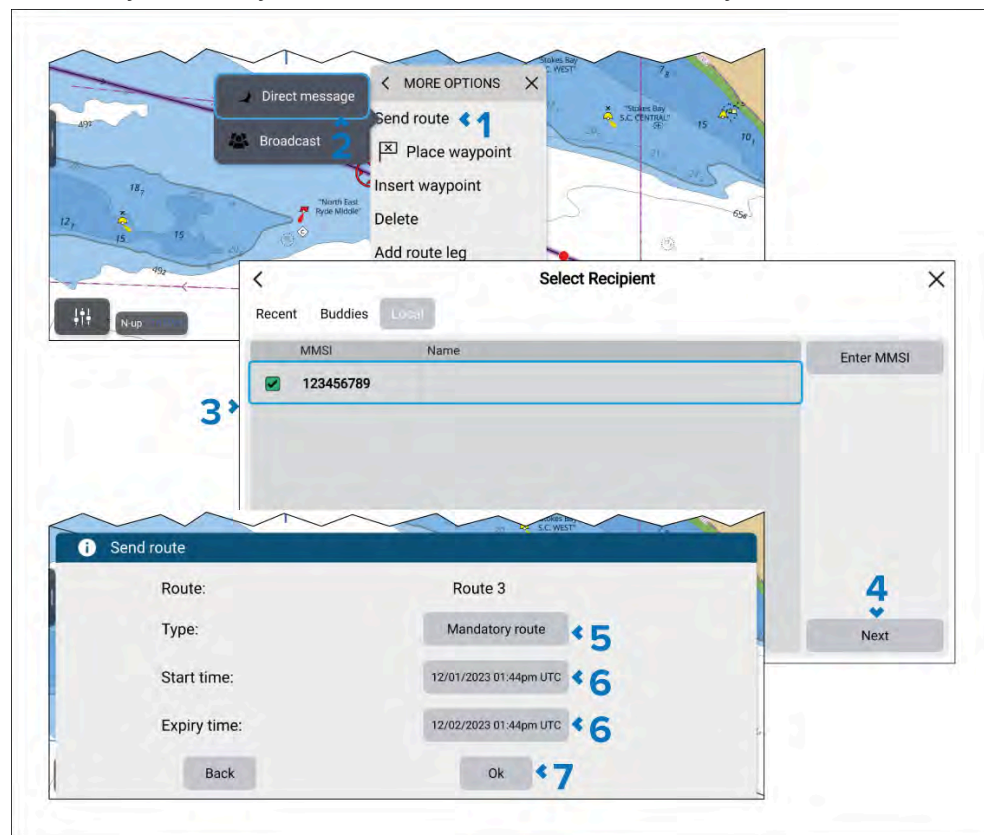 Stokes Bay
S.C. WEST"
Direct message
< MORE OPTIONS X
Send route 1
"Stokes Bay
S.C. CENTRAL"
Broadcast
2
Place waypoint
Insert waypoint
"North East
Ryde Middle"
Delete
Add route leg
N-up
< Select Recipient X
Recent Buddies Local
MMSI Name
Enter MMSI
123456789
3
S.C. WEST"
Send route
Route: Route 3
4
Type: Mandatory route 5
Next
Start time: 12/01/2023 01:44pm UTC 6
Expiry time: 12/02/2023 01:44pm UTC 6
Back Ok 7